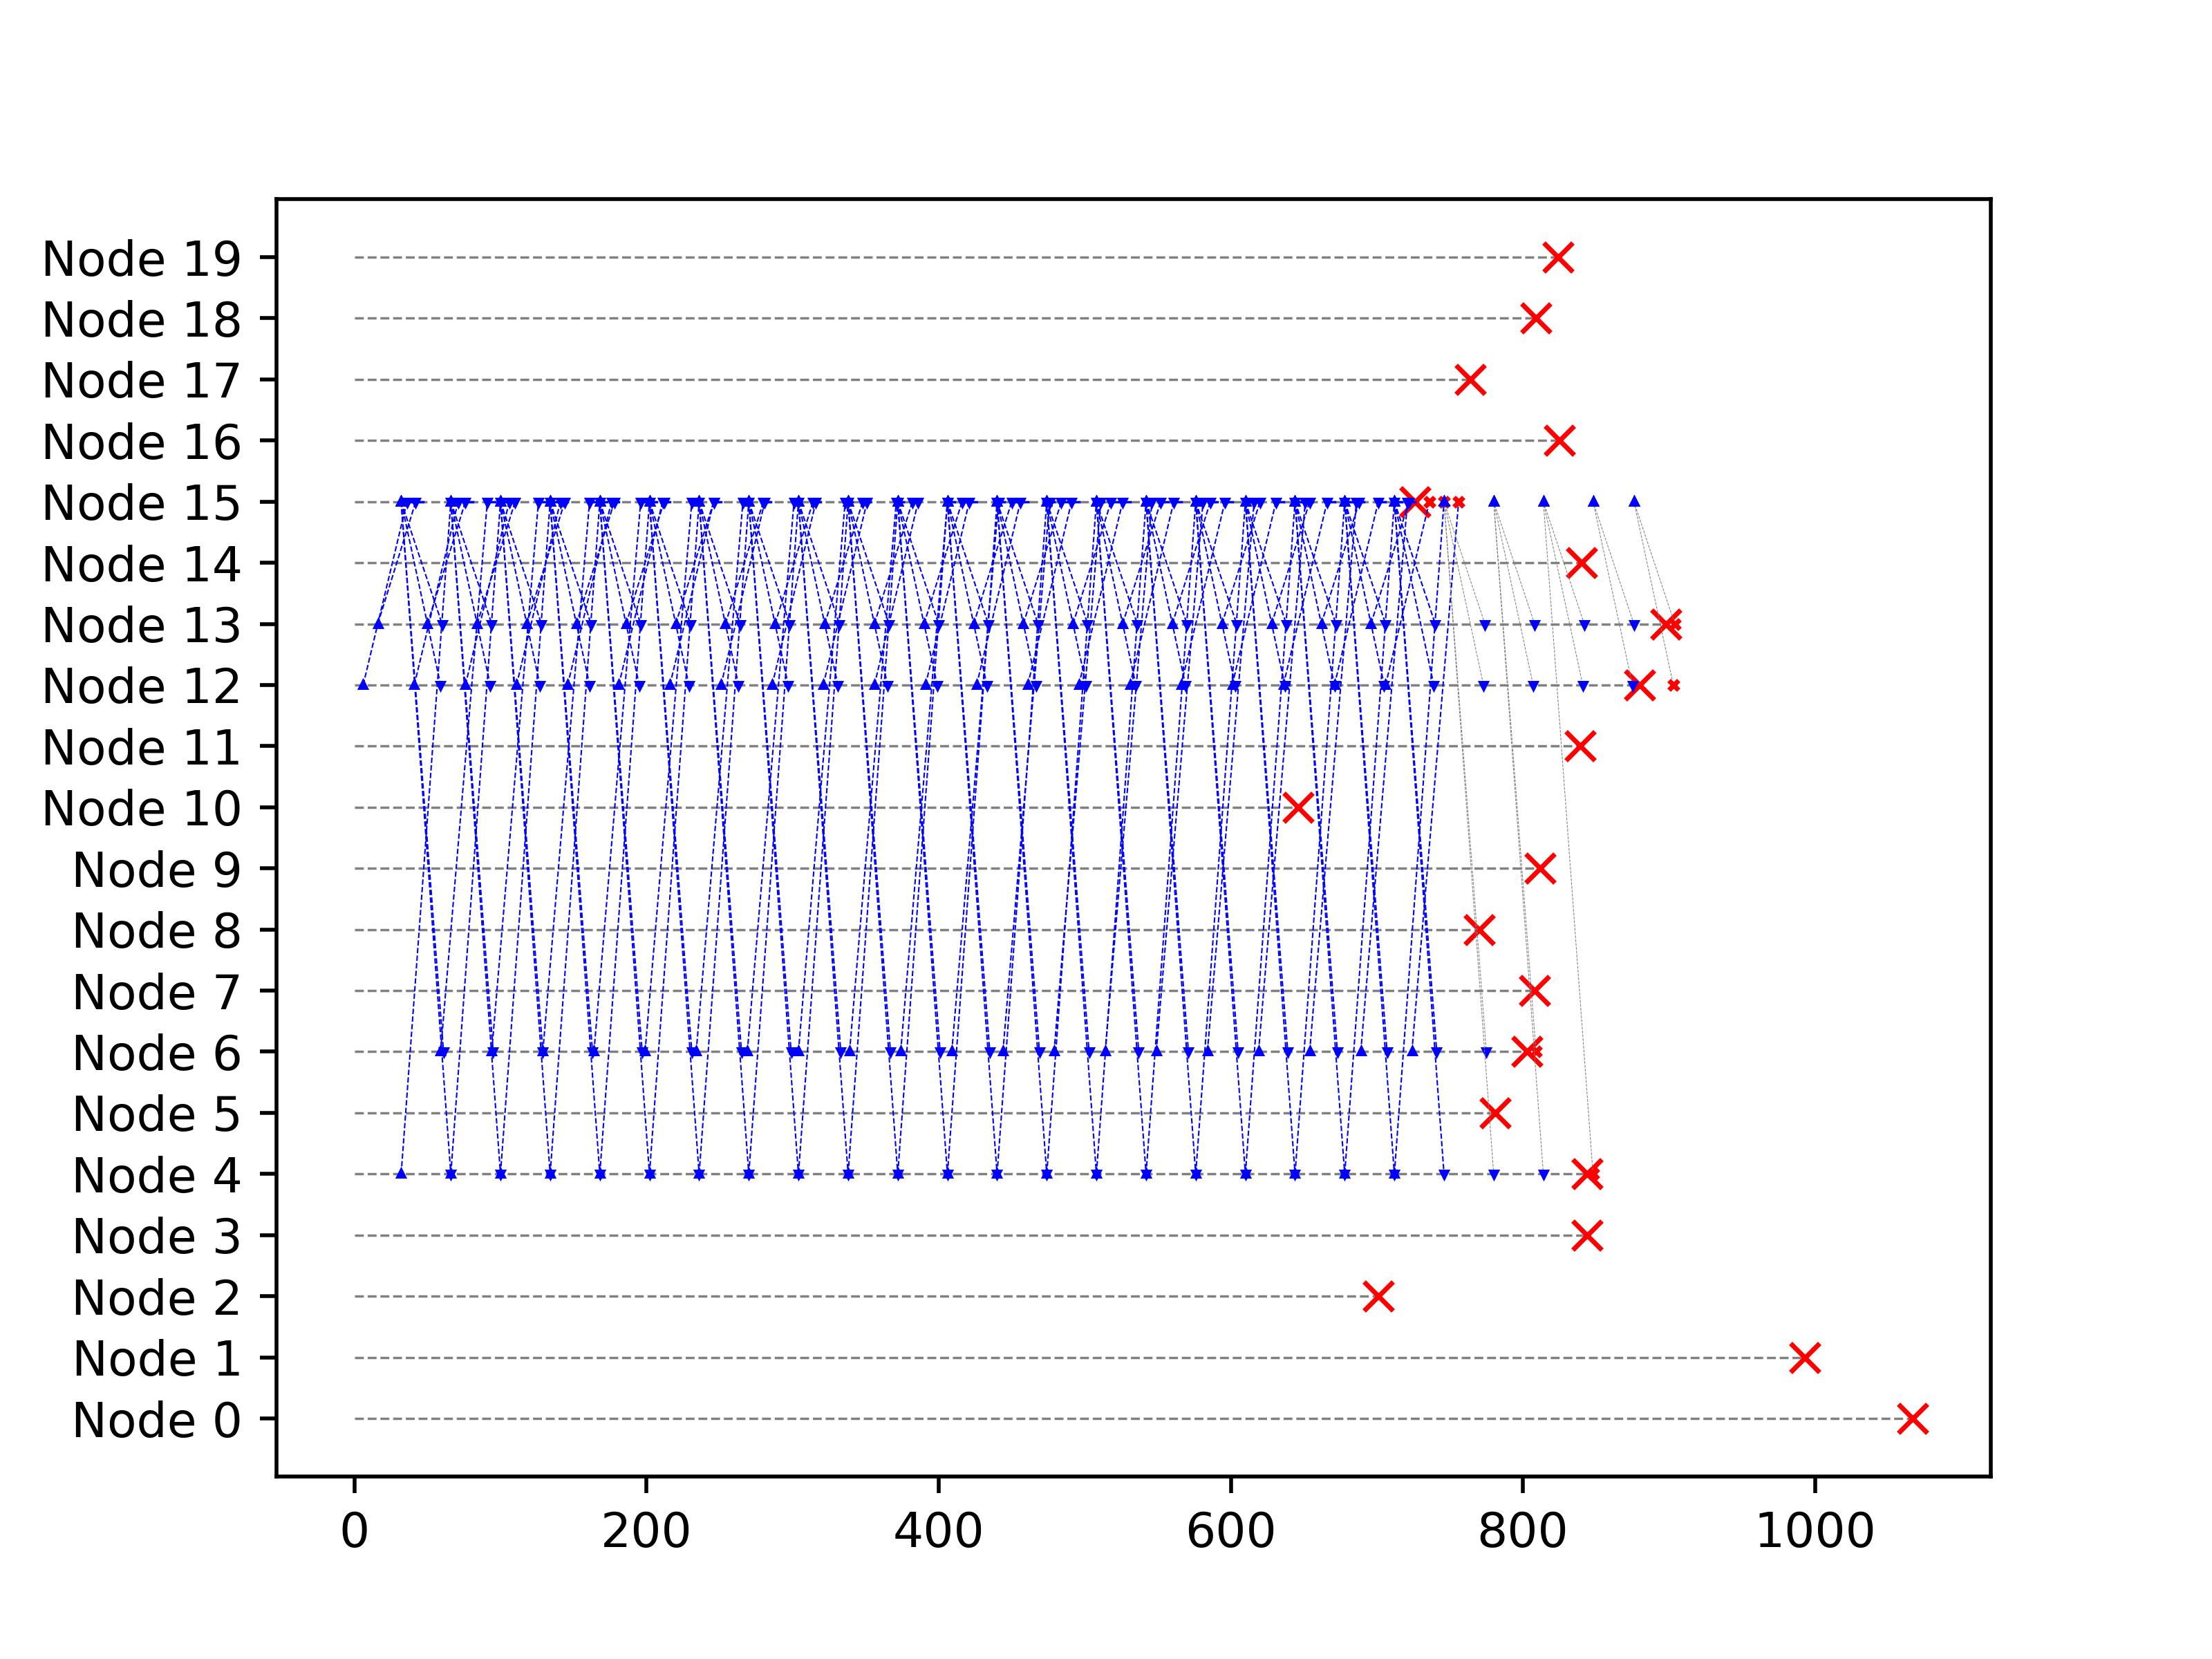 Node 19
Node 18
Node 17
Node 16
Node 15
Node 14
Node 13
Node 12
Node 11
Node 10
Node 9
Node 8
Node 7
Node 6
Node 5
Node 4
Node 3
Node 2
Node 1
Node 0
0 200 400 600 800 1000